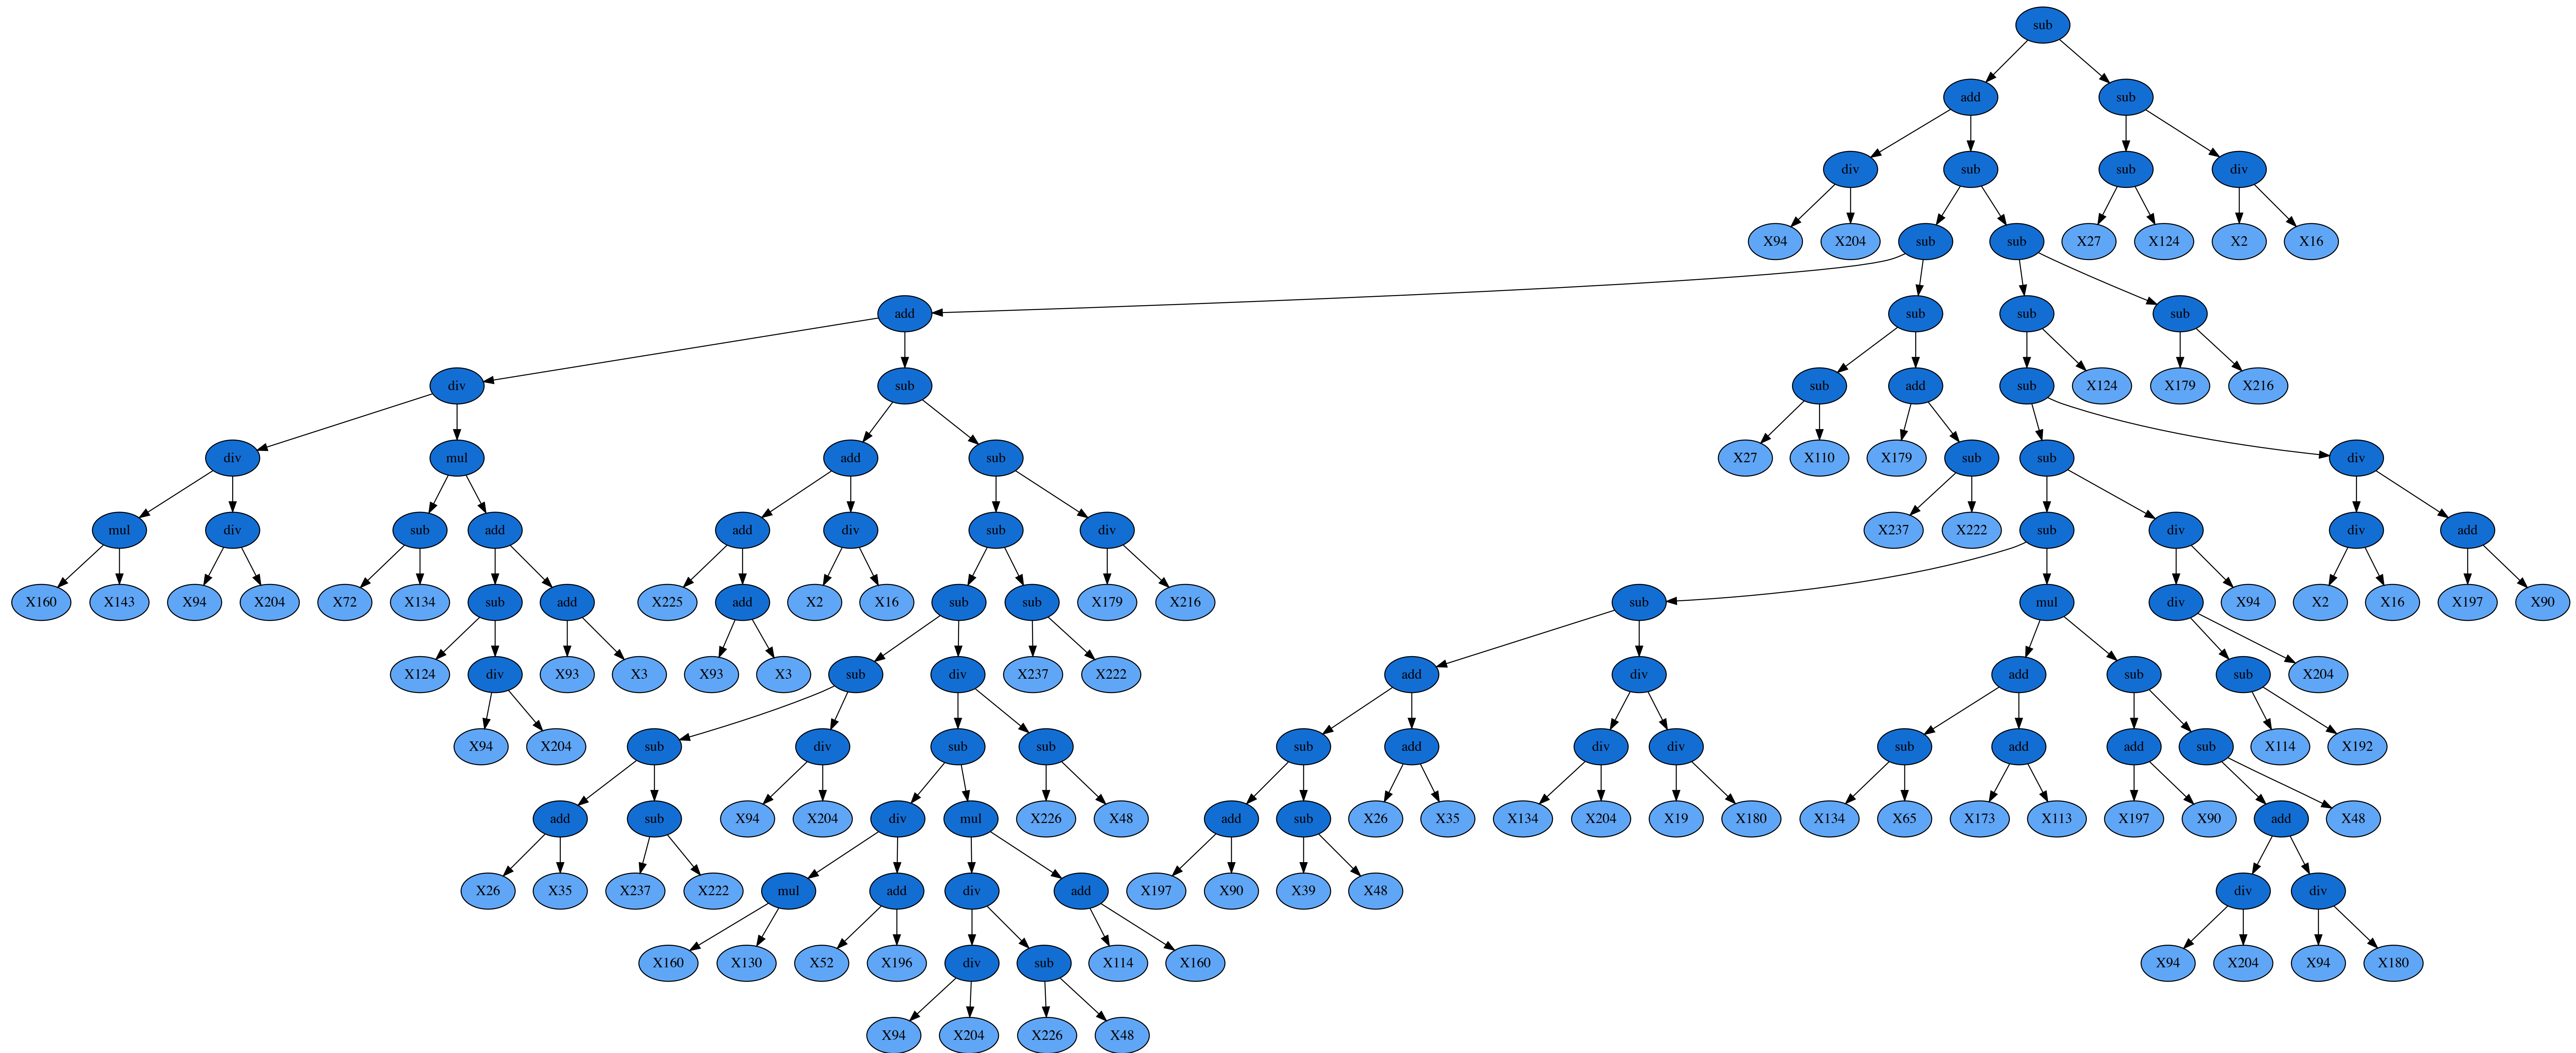 sub
add sub
div sub sub div
X94 X204 sub sub X27 X124 X2 X16
add sub sub sub
div sub sub add sub X124 X179 X216
div mul add sub X27 X110 X179 sub sub div
mul div sub add add div sub div X237 X222 sub div div add
X160 X143 X94 X204 X72 X134 sub add X225 add X2 X16 sub sub X179 X216 sub mul div X94 X2 X16 X197 X90
X124 div X93 X3 X93 X3 sub div X237 X222 add div add sub sub X204
X94 X204 sub div sub sub sub add div div sub add add sub X114 X192
add sub X94 X204 div mul X226 X48 add sub X26 X35 X134 X204 X19 X180 X134 X65 X173 X113 X197 X90 add X48
X26 X35 X237 X222 mul add div add X197 X90 X39 X48 div div
X160 X130 X52 X196 div sub X114 X160 X94 X204 X94 X180
X94 X204 X226 X48